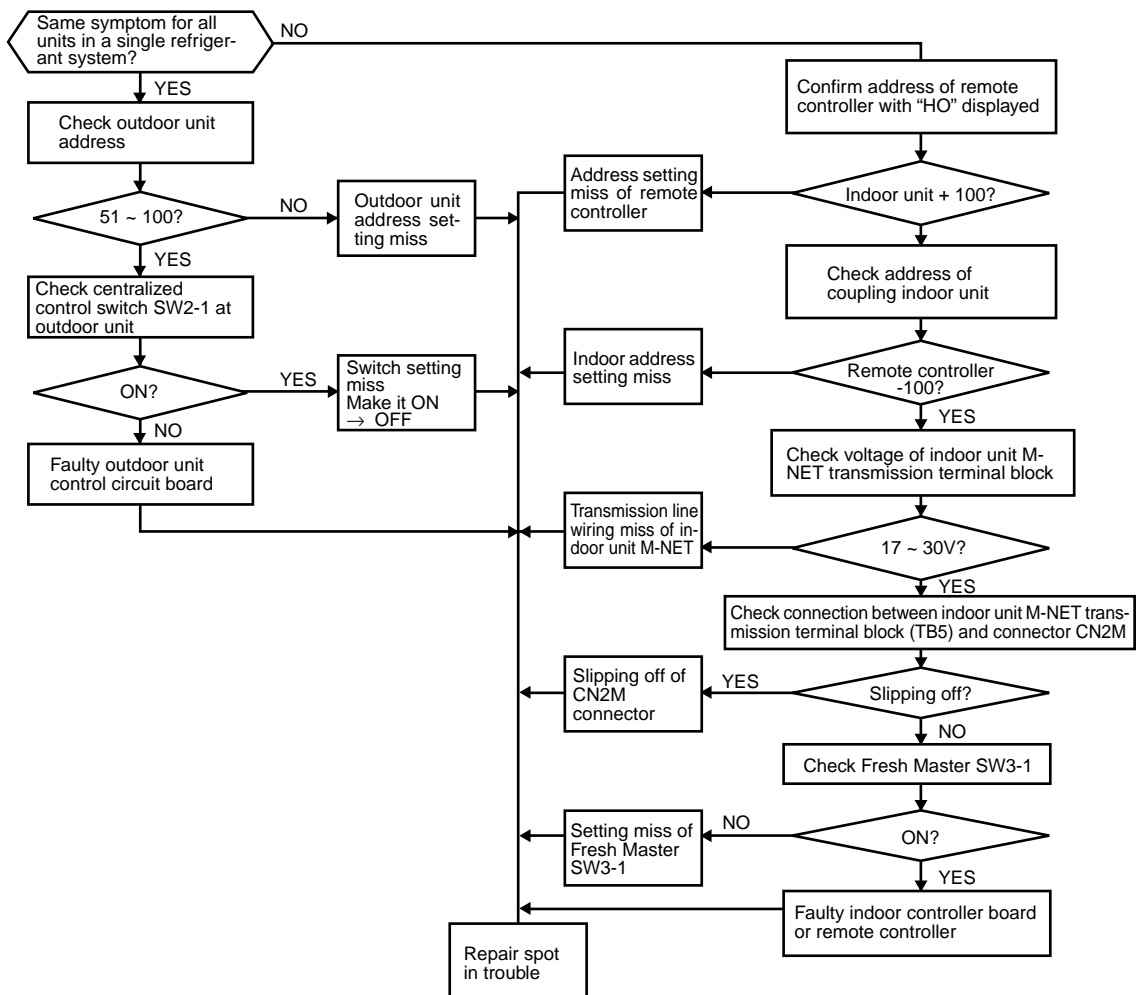 Same symptom for all
units in a single refriger-
ant system?
NO
YES
Check outdoor unit
address
51 ~ 100?
NO
Outdoor unit
address set-
ting miss
YES
Check centralized
control switch SW2-1 at
outdoor unit
ON?
YES
Switch setting
miss
Make it ON
→ OFF
NO
Faulty outdoor unit
control circuit board
Confirm address of remote
controller with “HO” displayed
Indoor unit + 100?
Address setting
miss of remote
controller
Check address of
coupling indoor unit
Remote controller
-100?
Indoor address
setting miss
YES
Check voltage of indoor unit M-
NET transmission terminal block
17 ~ 30V?
Transmission line
wiring miss of in-
door unit M-NET
YES
Check connection between indoor unit M-NET trans-
mission terminal block (TB5) and connector CN2M
Slipping off?
YES
Slipping off of
CN2M
connector
NO
Check Fresh Master SW3-1
ON?
NO
Setting miss of
Fresh Master
SW3-1
YES
Faulty indoor controller board
or remote controller
Repair spot
in trouble